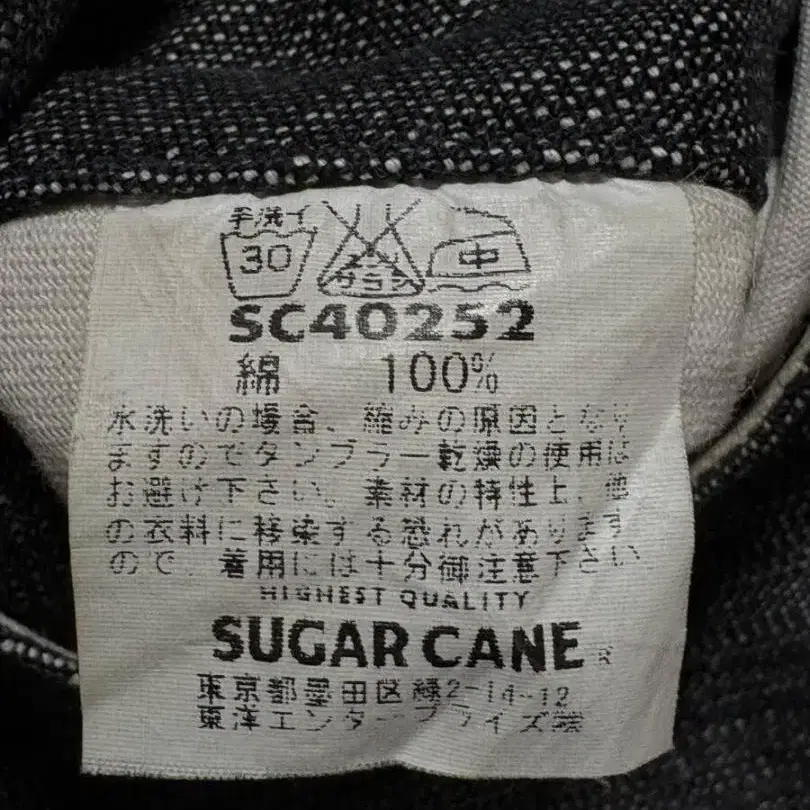 手洗イ
30 エンソサラシ 中
SC40252
綿 100%
水洗いの場合、縮みの原因となり
ますのでタンブラー乾燥の使用は
お避け下さい。素材の特性上、他
の衣料に移染する恐れがあります
ので、着用には十分御注意下さい
HIGHEST QUALITY
SUGAR CANE ®
東京都墨田区緑2-14-12
東洋エンタープライズ㈱